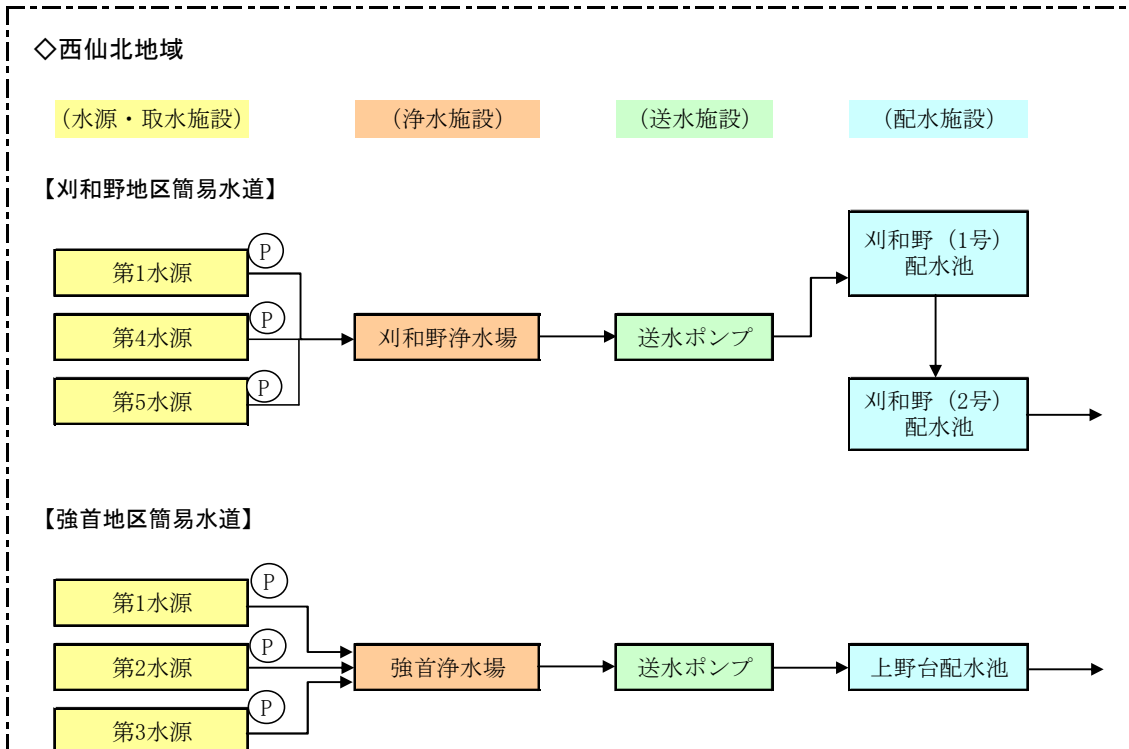 ◇西仙北地域
(水源・取水施設) (浄水施設) (送水施設) (配水施設)
【刈和野地区簡易水道】
P
第1水源
P
第4水源
P
第5水源
刈和野浄水場
送水ポンプ
刈和野(1号)
配水池
刈和野(2号)
配水池
【強首地区簡易水道】
P
第1水源
P
第2水源
P
第3水源
強首浄水場
送水ポンプ
上野台配水池